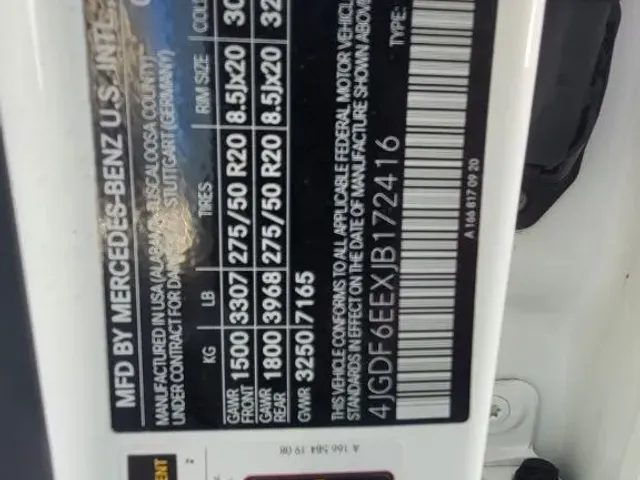 MFD BY MERCEDES-BENZ U.S. INTL.
MANUFACTURED IN USA (ALABAMA-TUSCALOOSA COUNTY)
UNDER CONTRACT FOR STUTTGART (GERMANY)
KG LB TIRES RIM SIZE COLD
GAWR FRONT 1500 3307 275/50 R20 8.5Jx20 30
GAWR REAR 1800 3968 275/50 R20 8.5Jx20 32
GVWR 3250 7165
THIS VEHICLE CONFORMS TO ALL APPLICABLE FEDERAL MOTOR VEHICLE
STANDARDS IN EFFECT ON THE DATE OF MANUFACTURE SHOWN ABOVE
4JGDF6EEXJB172416 TYPE:
A 166 817 09 20
A 166 584 19 08